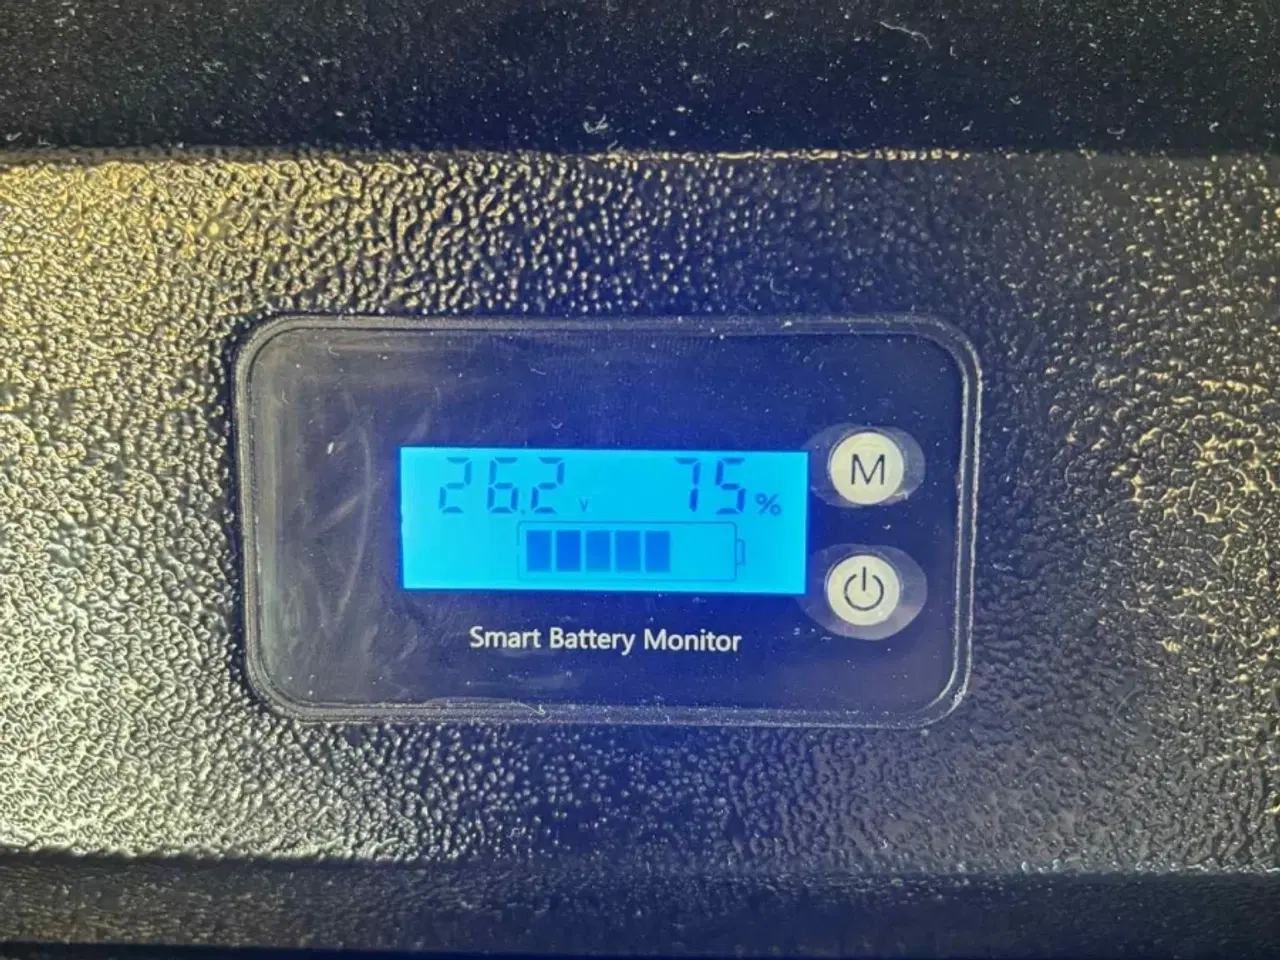 26.2 V 75 %
M
Smart Battery Monitor